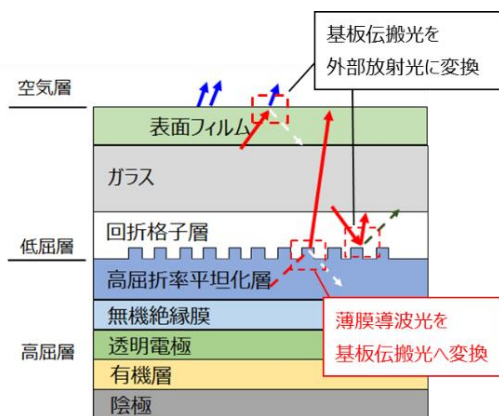 基板伝搬光を
外部放射光に変換
空気層
表面フィルム
ガラス
回折格子層
低屈層
高屈折率平坦化層
無機絶縁膜
薄膜導波光を
基板伝搬光へ変換
透明電極
高屈層
有機層
陰極